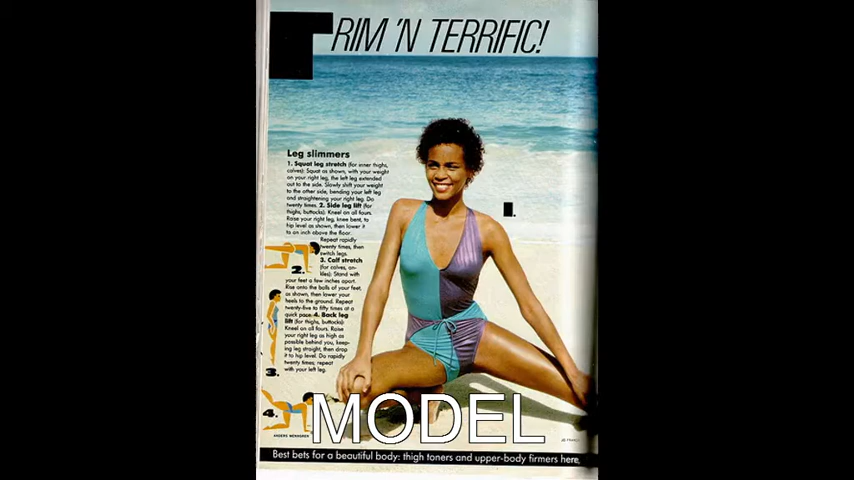 TRIM 'N TERRIFIC!
Leg slimmers
1. Squat leg stretch (for inner thighs,
calves): Squat as shown, with your weight
on your right leg, the left leg extended
out to the side. Slowly shift your weight
to the other side, bending your left leg
and straightening your right leg. Do
twenty times. 2. Side leg lift (for
thighs, buttocks): Kneel on all fours.
Raise your right leg, knee bent, to
hip level as shown, then lower it
to an inch above the floor.
Repeat rapidly
twenty times, then
switch legs.
3. Calf stretch
(for calves, an-
kles): Stand with
your feet a few inches apart.
Rise onto the balls of your feet,
as shown, then lower your
heels to the ground. Repeat
twenty-five to fifty times at a
quick pace. 4. Back leg
lift (for thighs, buttocks):
Kneel on all fours. Raise
your right leg as high as
possible behind you, keep-
ing leg straight, then drop
it to hip level. Do rapidly
twenty times; repeat
with your left leg.
1.
2.
3.
4.
MODEL
Best bets for a beautiful body: thigh toners and upper-body firmers here,